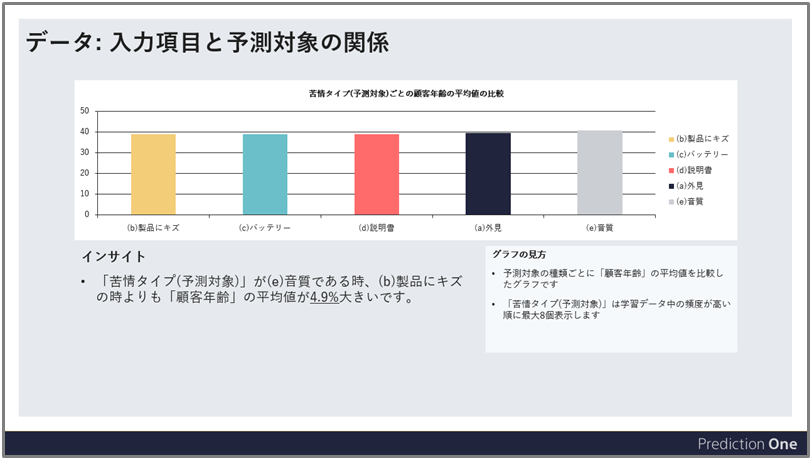 データ: 入力項目と予測対象の関係
苦情タイプ(予測対象)ごとの顧客年齢の平均値の比較
50
40
30
20
10
0
(b)製品にキズ
(c)バッテリー
(d)説明書
(a)外見
(e)音質
(b)製品にキズ
(c)バッテリー
(d)説明書
(a)外見
(e)音質
インサイト
• 「苦情タイプ(予測対象)」が(e)音質である時、(b)製品にキズ
の時よりも「顧客年齢」の平均値が4.9%大きいです。
グラフの見方
• 予測対象の種類ごとに「顧客年齢」の平均値を比較し
たグラフです
• 「苦情タイプ(予測対象)」は学習データ中の頻度が高い
順に最大8個表示します
Prediction One